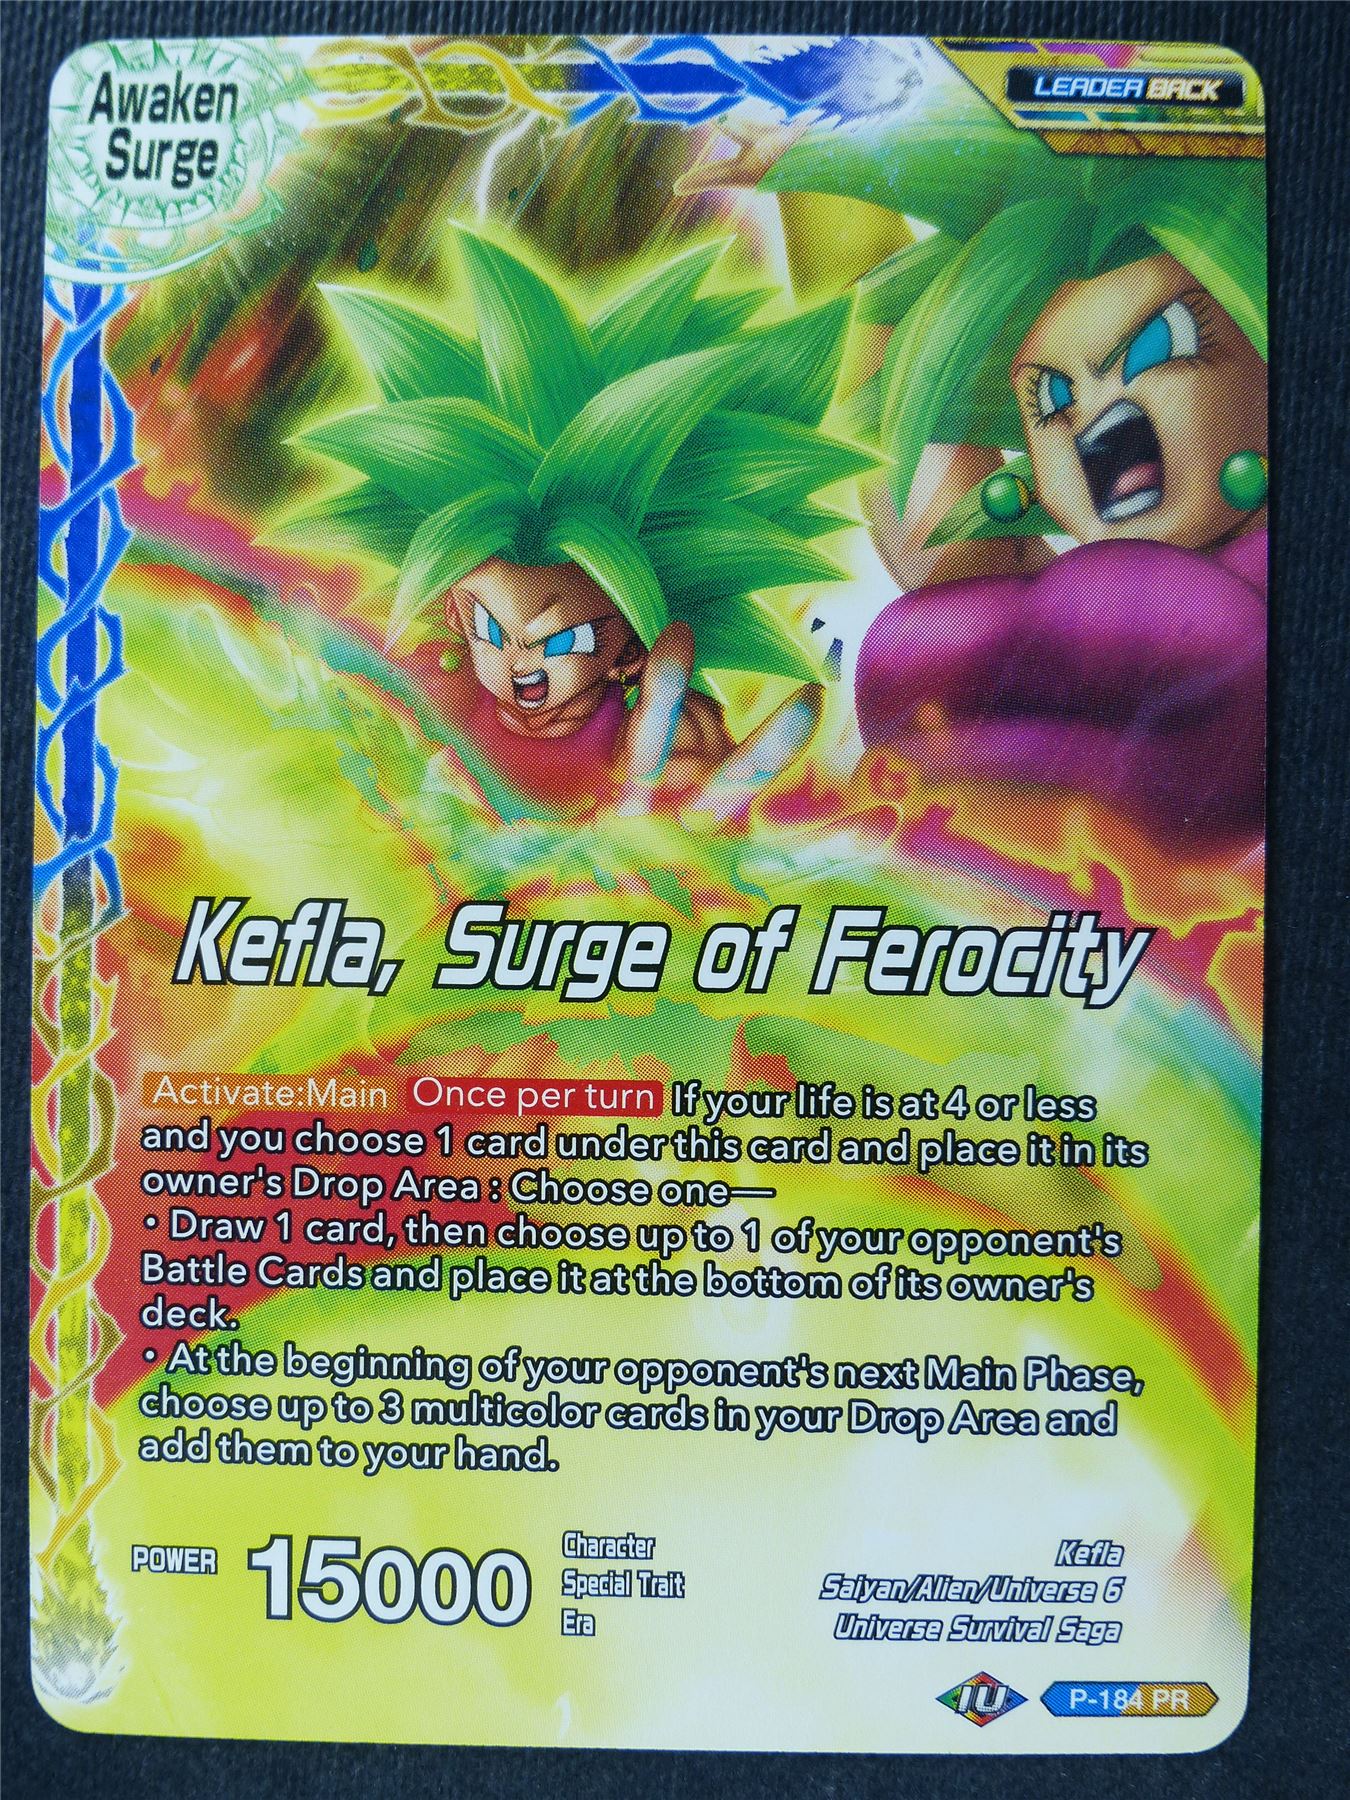 Awaken
Surge
LEADER BACK
Kefla, Surge of Ferocity
Activate:Main Once per turn If your life is at 4 or less
and you choose 1 card under this card and place it in its
owner's Drop Area : Choose one—
• Draw 1 card, then choose up to 1 of your opponent's
Battle Cards and place it at the bottom of its owner's
deck.
• At the beginning of your opponent's next Main Phase,
choose up to 3 multicolor cards in your Drop Area and
add them to your hand.
POWER 15000
Character Kefla
Special Trait Saiyan/Alien/Universe 6
Era Universe Survival Saga
IU P-184 PR